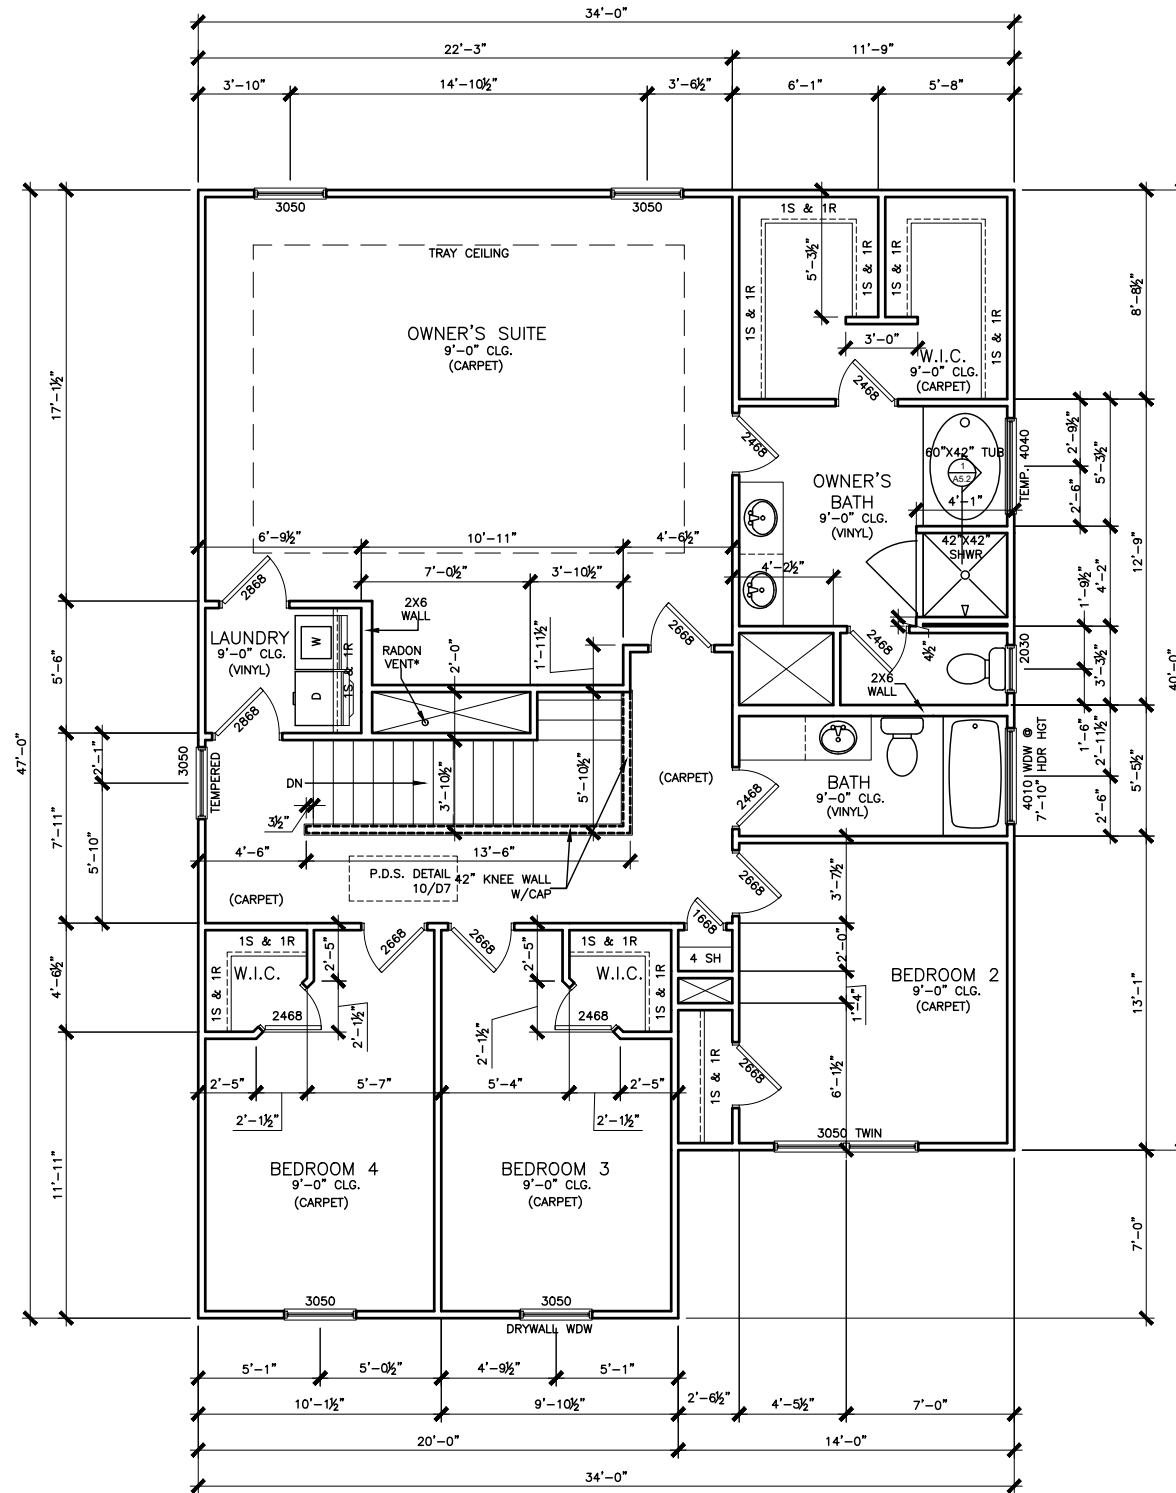 34'-0"
22'-3"
11'-9"
3'-10"
14'-10½"
3'-6½"
6'-1"
5'-8"
3050
3050
1S & 1R
TRAY CEILING
5'-3½"
1S & 1R
1S & 1R
1S & 1R
1S & 1R
8'-8½"
OWNER'S SUITE
9'-0" CLG.
(CARPET)
3'-0"
W.I.C.
9'-0" CLG.
(CARPET)
2468
17'-1½"
2468
60"X42" TUB
1
A5.2
TEMP. 4040
2'-9½"
5'-3½"
2'-6"
OWNER'S
BATH
9'-0" CLG.
(VINYL)
4'-1"
12'-9"
6'-9½"
10'-11"
4'-6½"
42"X42"
SHWR
7'-0½"
3'-10½"
4'-2½"
1'-9½"
4'-2"
2868
2X6
WALL
LAUNDRY
9'-0" CLG.
(VINYL)
W
D
1S & 1R
RADON
VENT*
2'-0"
1'-11½"
2668
2468
4½"
2030
3'-3½"
40'-0"
2X6
WALL
5'-6"
2868
47'-0"
3050
TEMPERED
2'-1"
DN
3'-10½"
5'-10½"
(CARPET)
2468
BATH
9'-0" CLG.
(VINYL)
4010 WDW @
7'-10" HDR HGT
1'-6"
2'-11½"
2'-6"
5'-5½"
3½"
7'-11"
5'-10"
4'-6"
13'-6"
P.D.S. DETAIL
10/D7
42" KNEE WALL
W/CAP
2668
3'-7½"
(CARPET)
1S & 1R
2668
2668
1S & 1R
1668
2'-5"
2'-5"
2'-0"
4 SH
4'-6½"
1S & 1R
W.I.C.
W.I.C.
1S & 1R
BEDROOM 2
9'-0" CLG.
(CARPET)
13'-1"
2468
2'-1½"
2468
2'-1½"
1'-4"
1S & 1R
2668
6'-1½"
2'-5"
5'-7"
5'-4"
2'-5"
2'-1½"
2'-1½"
3050 TWIN
11'-11"
BEDROOM 4
9'-0" CLG.
(CARPET)
BEDROOM 3
9'-0" CLG.
(CARPET)
7'-0"
3050
3050
DRYWALL WDW
5'-1"
5'-0½"
4'-9½"
5'-1"
10'-1½"
9'-10½"
2'-6½"
4'-5½"
7'-0"
20'-0"
14'-0"
34'-0"